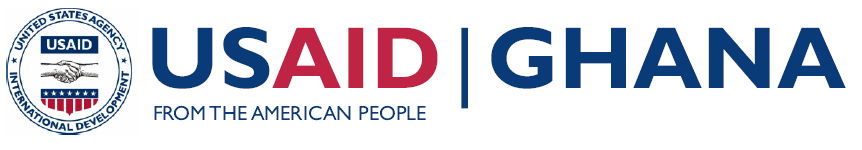 UNITED STATES AGENCY
USAID
INTERNATIONAL DEVELOPMENT
USAID | GHANA
FROM THE AMERICAN PEOPLE